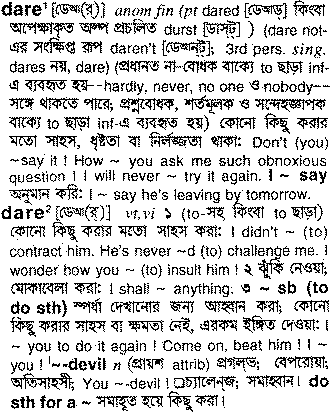 dare¹ [ডেআ(র্)] anom fin (pt dared [ডেআড্] কিংবা
অপেক্ষাকৃত অল্প প্রচলিত durst [ডাস্‌ট্]) (dare not-
এর সংক্ষিপ্ত রূপ daren't [ডেআন্‌ট্]; 3rd pers. sing,
dares নয়, dare) (প্রধানত না-বোধক বাক্যে to ছাড়া inf-
এ ব্যবহৃত হয়—hardly, never, no one ও nobody—
সঙ্গে থাকতে পারে; প্রশ্নবোধক, শর্তমূলক ও সন্দেহজ্ঞাপক
বাক্যে to ছাড়া inf-এ ব্যবহৃত হয়) কোনো কিছু করার
মতো সাহস, ধৃষ্টতা বা নির্লজ্জতা থাকা: Don't (you)
~say it ! How ~ you ask me such obnoxious
question ! I will never ~ try it again. I ~ say
অনুমান করি: I ~ say he's leaving by tomorrow.
dare² [ডেআ(র্)] vt,vi ১ (to-সহ কিংবা to ছাড়া)
কোনো কিছু করার মতো সাহস করা: I didn't ~ (to)
contract him. He's never ~d (to) challenge me. I
wonder how you ~ (to) insult him ! ২ ঝুঁকি নেওয়া;
মোকাবেলা করা: I shall ~ anything. ৩ ~ sb (to
do sth) স্পর্ধা দেখানোর জন্য আহ্বান করা; কোনো
কিছু করার সাহস বা ক্ষমতা নেই, এরকম ইঙ্গিত দেওয়া: I
~ you to do it again ! Come on, beat him ! I ~
you ! ~-devil n (প্রায়শ attrib) প্রগল্‌ভ; বেপরোয়া,
অতিসাহসী; You ~-devil ! □চ্যালেন্‌জ; সমাহ্বান। do
sth for a ~ সমাহূত হয়ে কিছু করা।